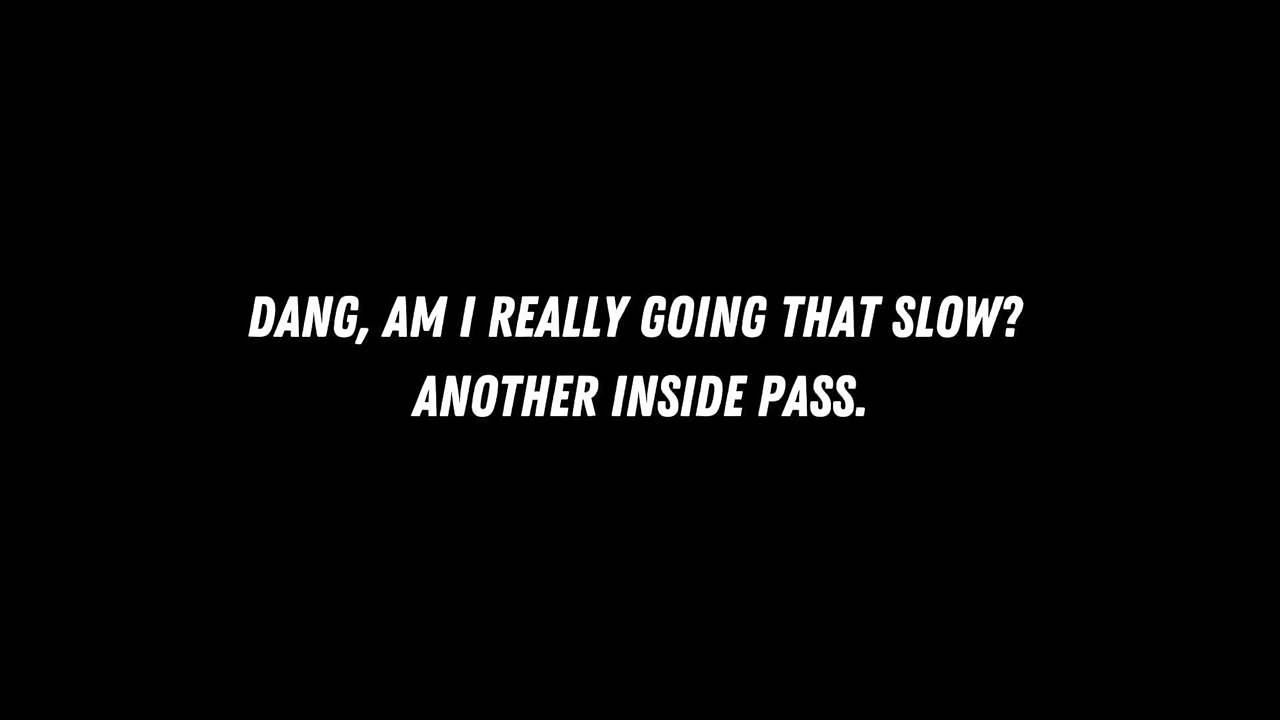 DANG, AM I REALLY GOING THAT SLOW?
ANOTHER INSIDE PASS.